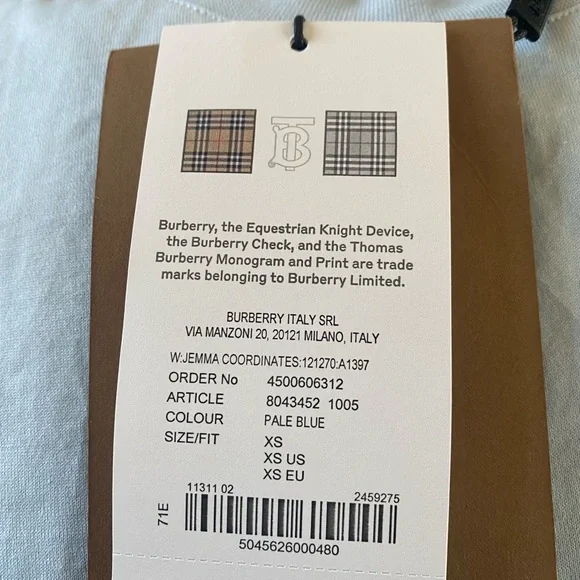 Burberry, the Equestrian Knight Device,
the Burberry Check, and the Thomas
Burberry Monogram and Print are trade
marks belonging to Burberry Limited.
BURBERRY ITALY SRL
VIA MANZONI 20, 20121 MILANO, ITALY
W:JEMMA COORDINATES:121270:A1397
ORDER No 4500606312
ARTICLE 8043452 1005
COLOUR PALE BLUE
SIZE/FIT XS
XS US
XS EU
11311 02 2459275
71E
5045626000480